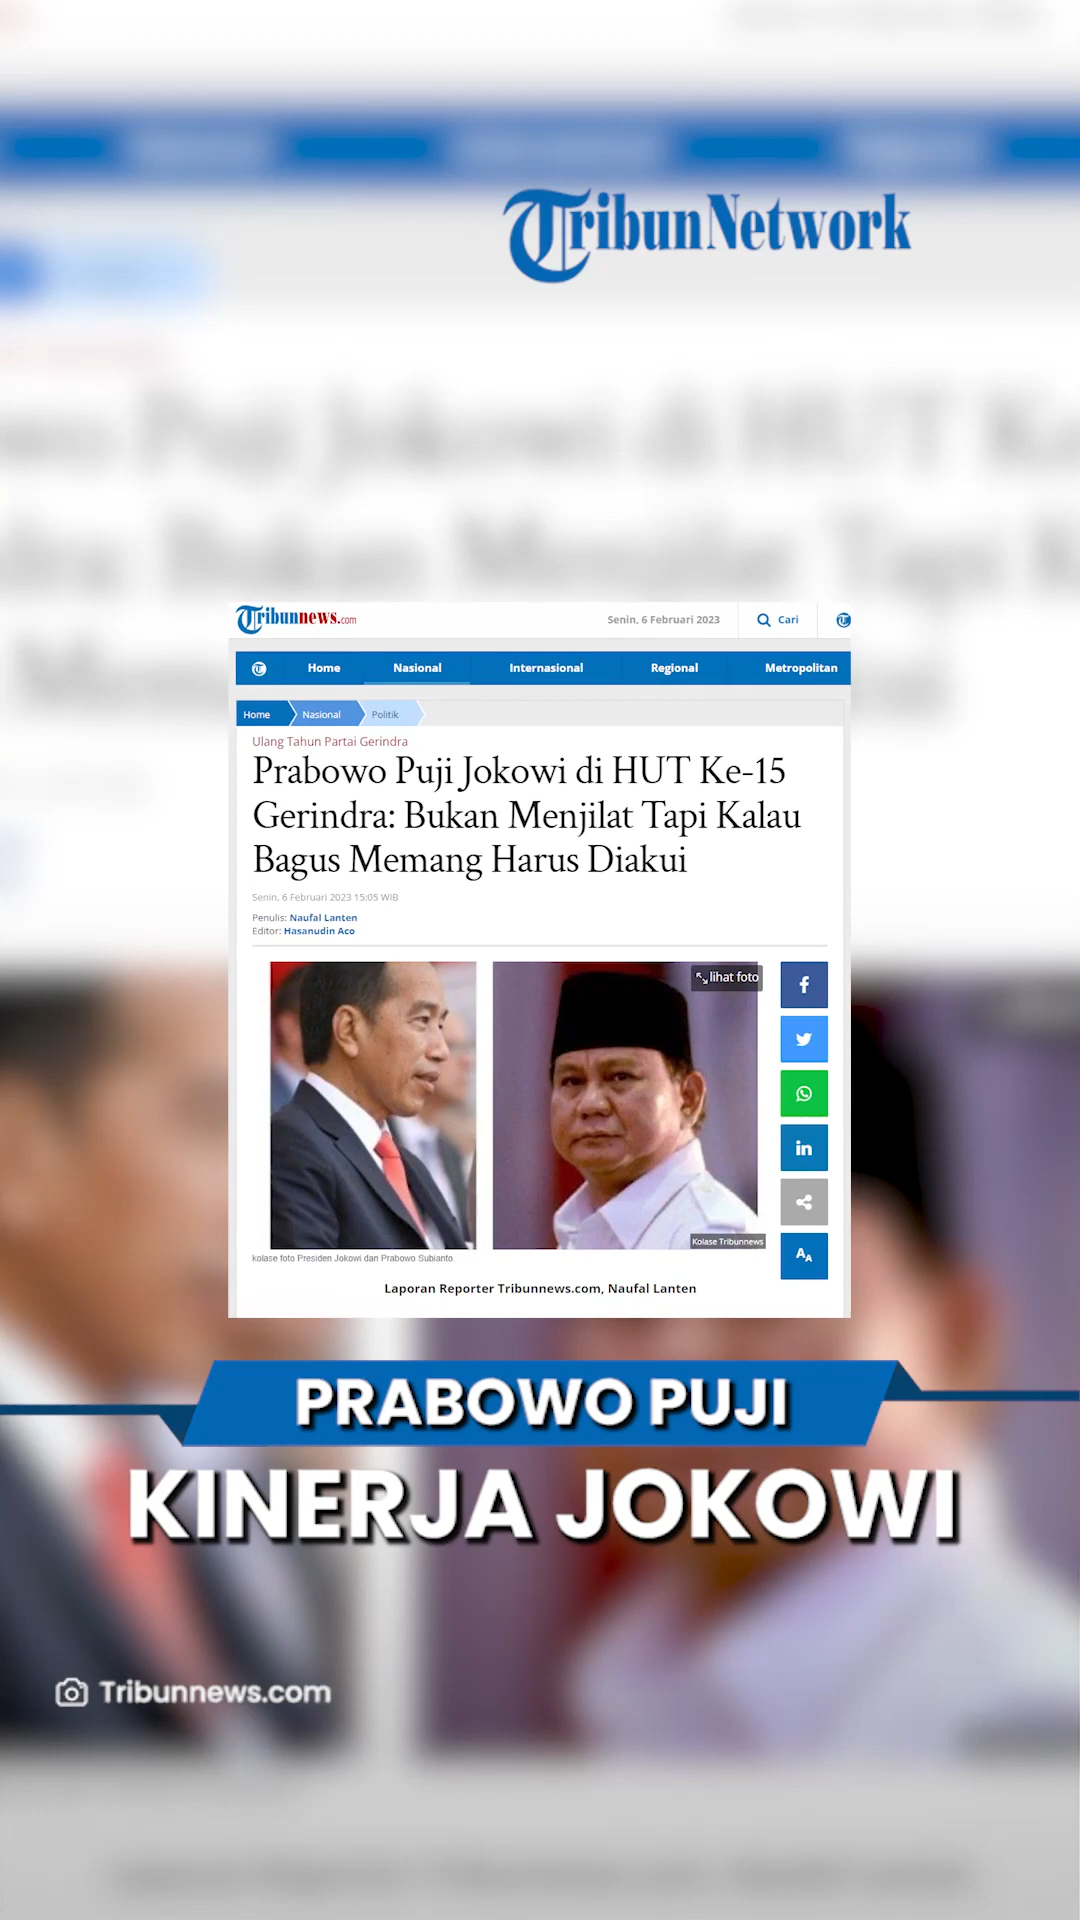 Tribun Network
Tribunnews.com
Senin, 6 Februari 2023
Cari
Home
Nasional
Internasional
Regional
Metropolitan
Home
Nasional
Politik
Ulang Tahun Partai Gerindra
Prabowo Puji Jokowi di HUT Ke-15
Gerindra: Bukan Menjilat Tapi Kalau
Bagus Memang Harus Diakui
Senin, 6 Februari 2023 15:05 WIB
Penulis: Naufal Lanten
Editor: Hasanudin Aco
lihat foto
Kolase Tribunnews
kolase foto Presiden Jokowi dan Prabowo Subianto.
Laporan Reporter Tribunnews.com, Naufal Lanten
PRABOWO PUJI
KINERJA JOKOWI
Tribunnews.com